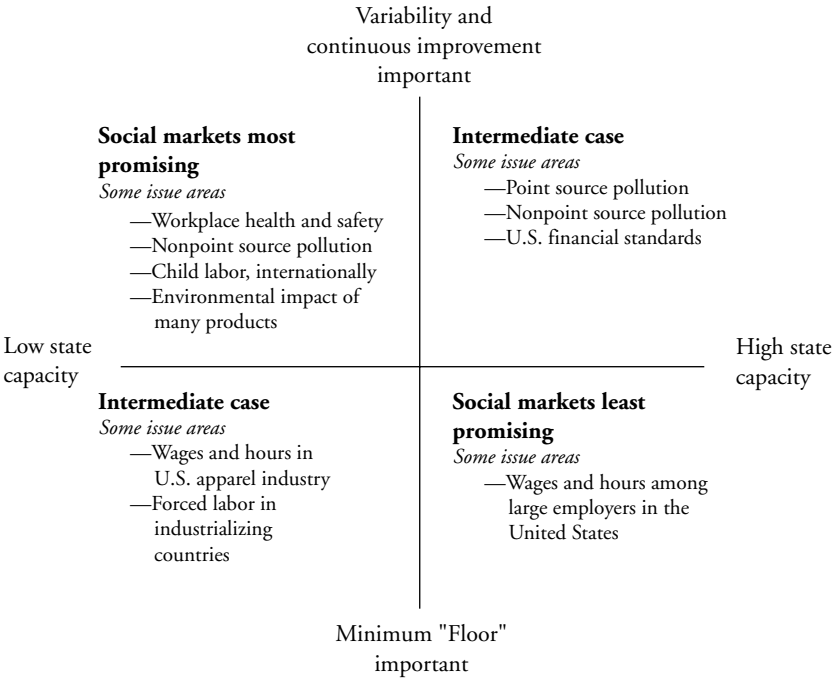 Variability and
continuous improvement
important
Social markets most
promising
Some issue areas
—Workplace health and safety
—Nonpoint source pollution
—Child labor, internationally
—Environmental impact of
many products
Intermediate case
Some issue areas
—Point source pollution
—Nonpoint source pollution
—U.S. financial standards
Low state
capacity
High state
capacity
Intermediate case
Some issue areas
—Wages and hours in
U.S. apparel industry
—Forced labor in
industrializing
countries
Social markets least
promising
Some issue areas
—Wages and hours among
large employers in the
United States
Minimum "Floor"
important